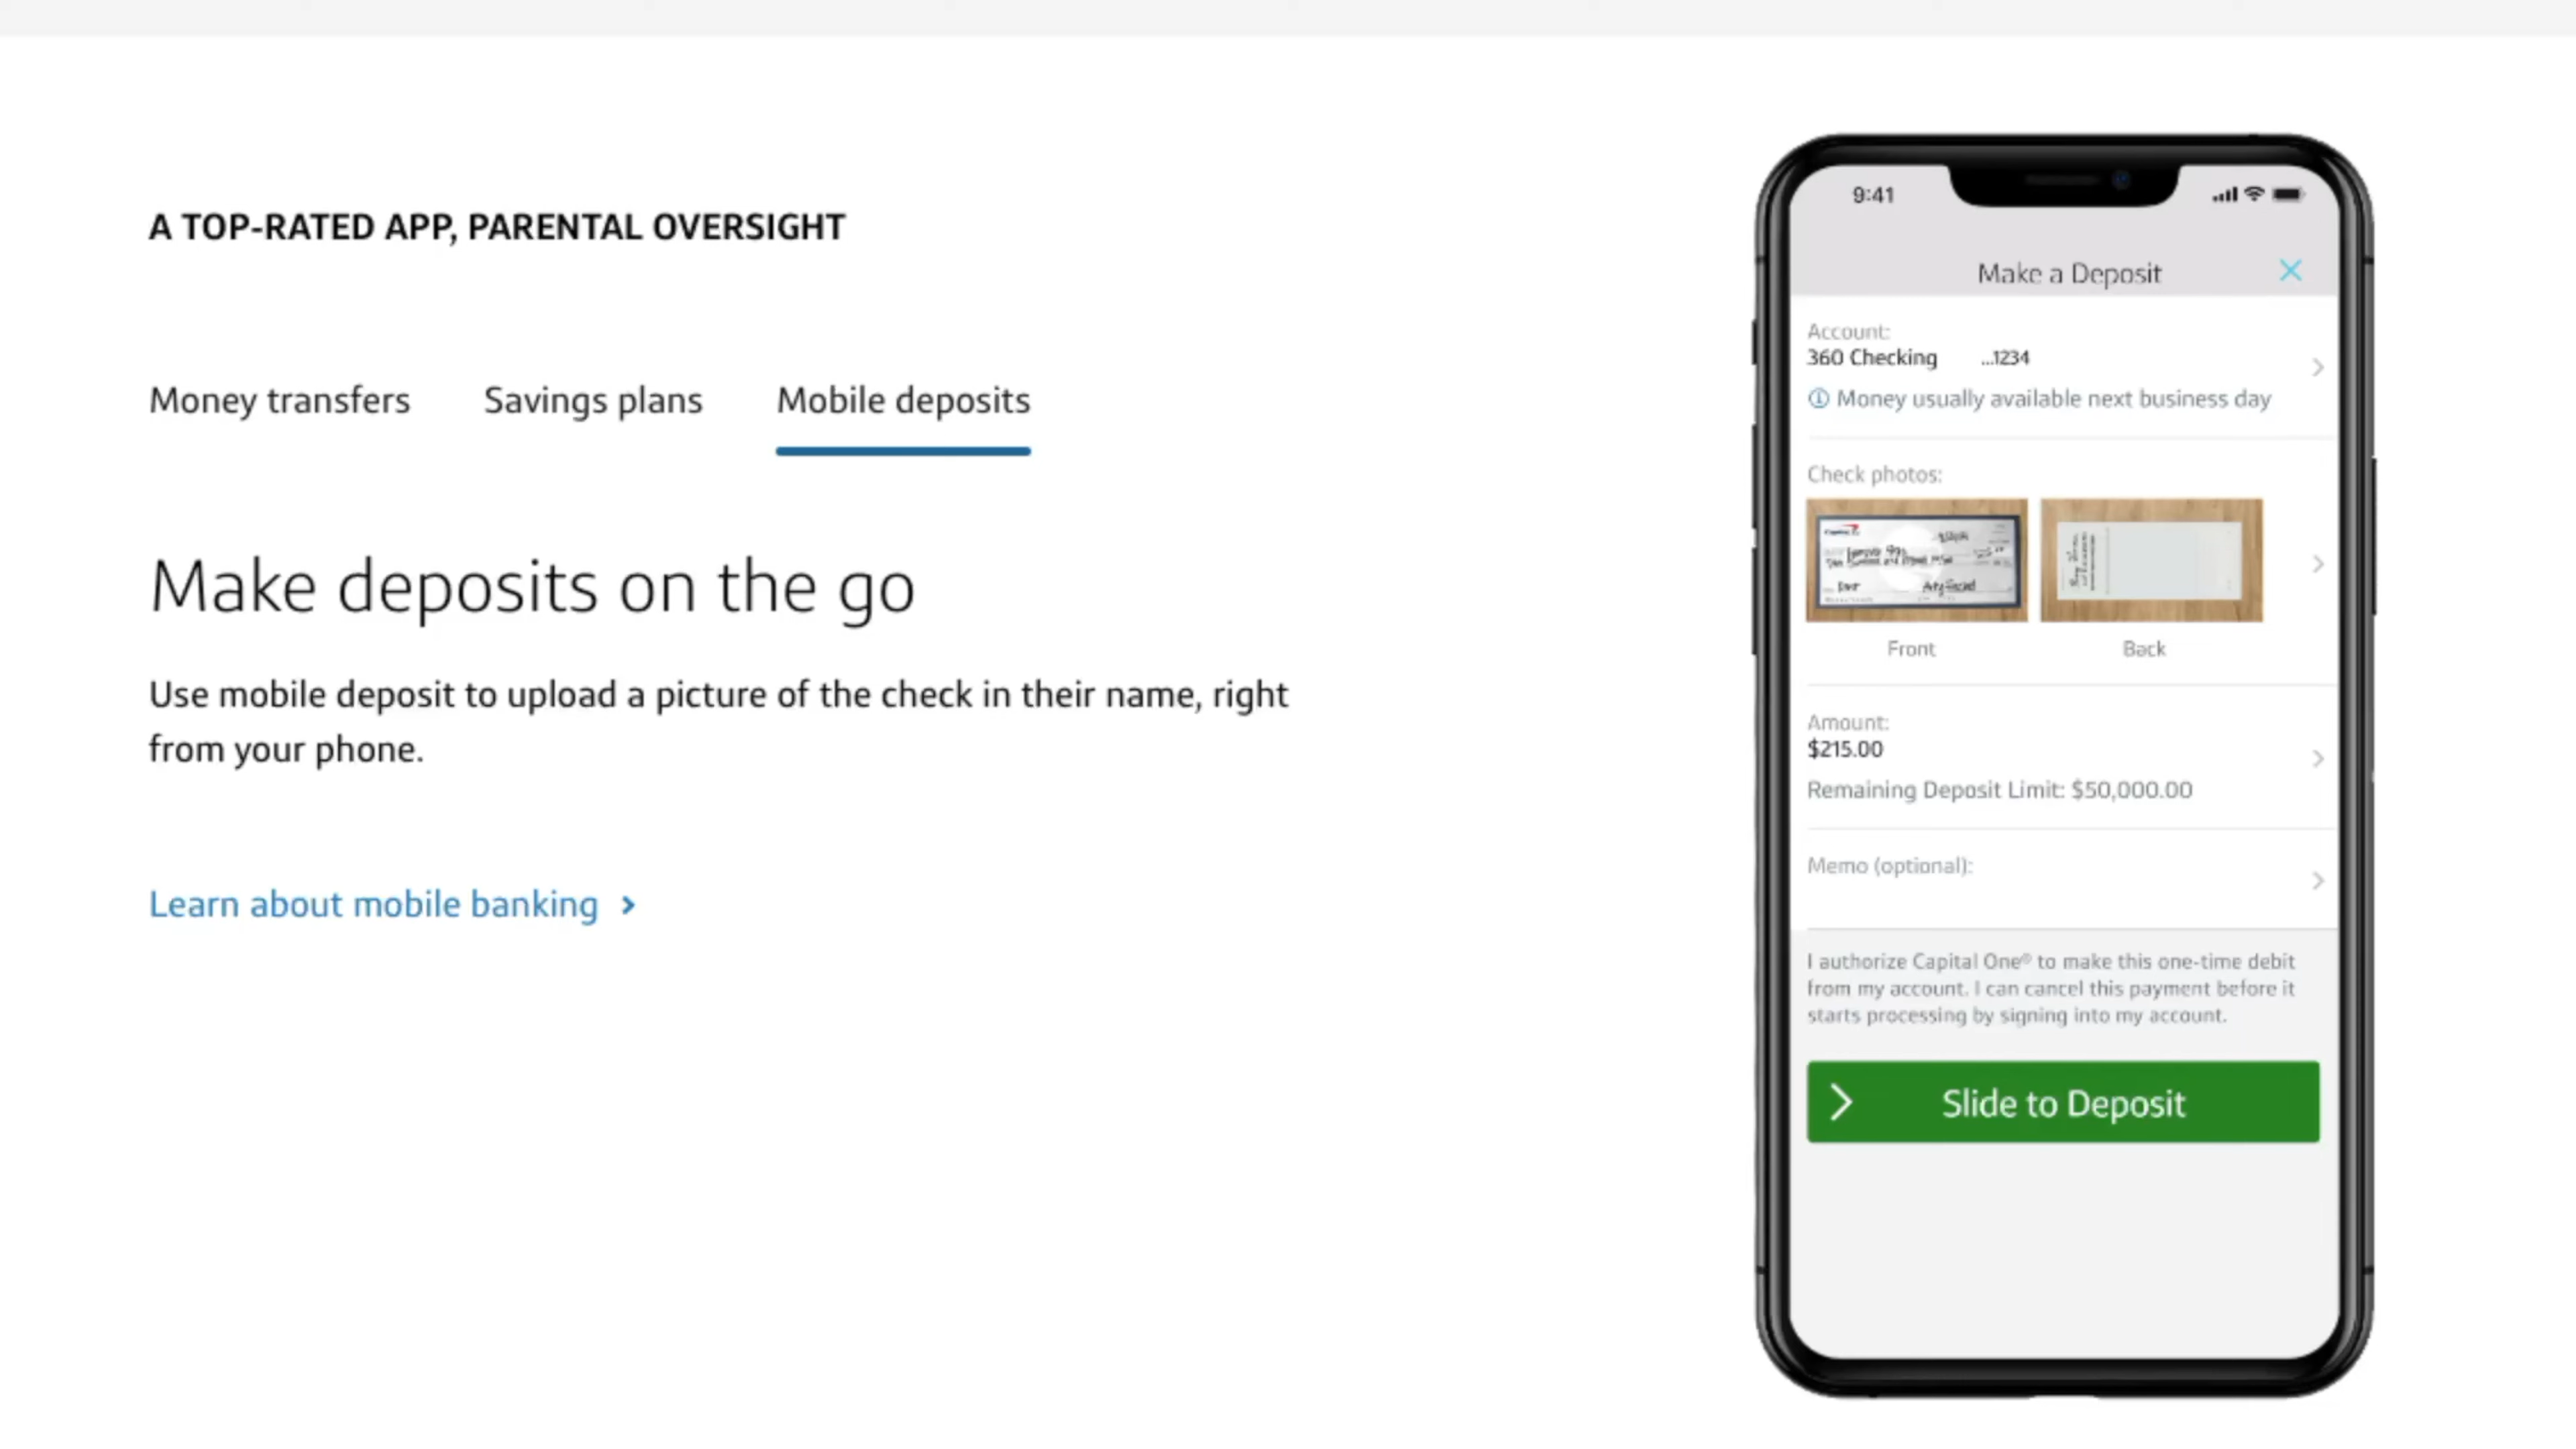 A TOP-RATED APP, PARENTAL OVERSIGHT
Money transfers Savings plans Mobile deposits
Make deposits on the go
Use mobile deposit to upload a picture of the check in their name, right
from your phone.
Learn about mobile banking
9:41
Make a Deposit
Account:
360 Checking ...1234
Money usually available next business day
Check photos:
Front Back
Amount:
$215.00
Remaining Deposit Limit: $50,000.00
Memo (optional):
I authorize Capital One® to make this one-time debit
from my account. I can cancel this payment before it
starts processing by signing into my account.
Slide to Deposit